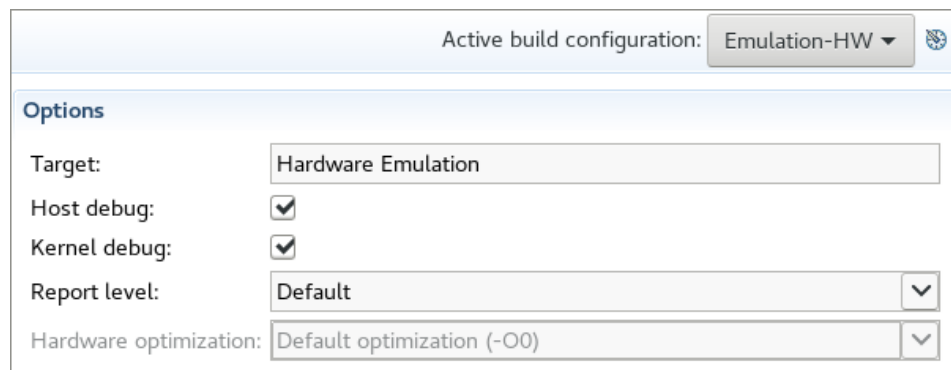 Active build configuration: Emulation-HW
Options
Target: Hardware Emulation
Host debug:
Kernel debug:
Report level: Default
Hardware optimization: Default optimization (-O0)